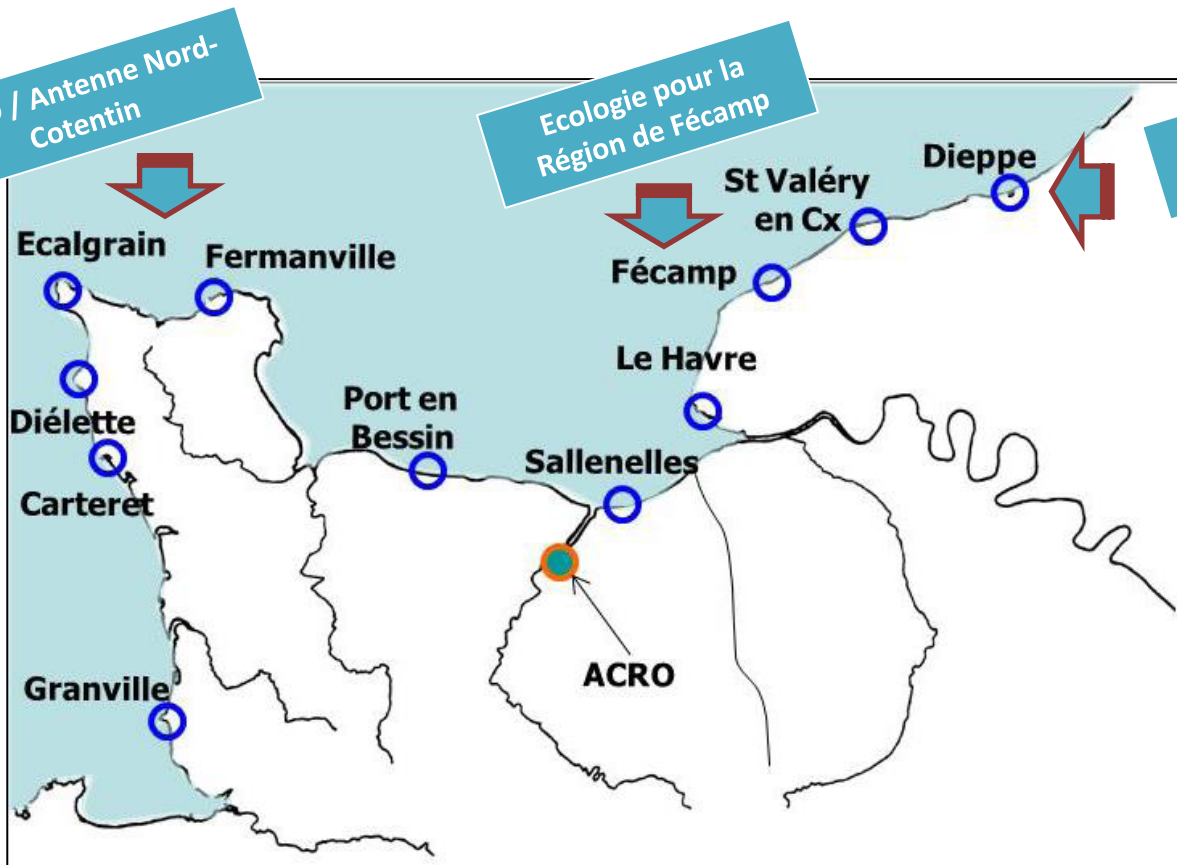 / Antenne Nord-
Cotentin
Ecologie pour la
Région de Fécamp
Dieppe
St Valéry
en Cx
Ecalgrain
Fermanville
Fécamp
Le Havre
Port en
Bessin
Diélette
Sallenelles
Carteret
ACRO
Granville